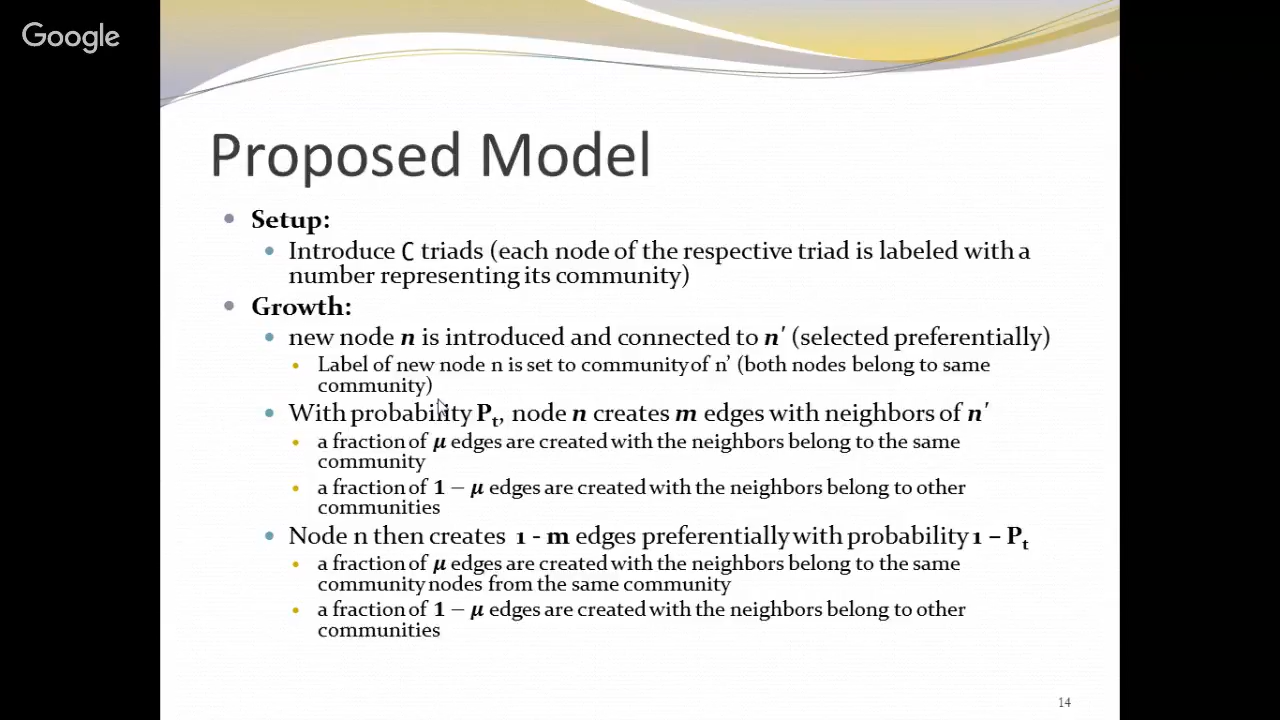 Google
Proposed Model
• Setup:
• Introduce C triads (each node of the respective triad is labeled with a
number representing its community)
• Growth:
• new node n is introduced and connected to n′ (selected preferentially)
• Label of new node n is set to community of n’ (both nodes belong to same
community)
• With probability Pt, node n creates m edges with neighbors of n′
• a fraction of μ edges are created with the neighbors belong to the same
community
• a fraction of 1 − μ edges are created with the neighbors belong to other
communities
• Node n then creates 1 - m edges preferentially with probability 1 – Pt
• a fraction of μ edges are created with the neighbors belong to the same
community nodes from the same community
• a fraction of 1 − μ edges are created with the neighbors belong to other
communities
14